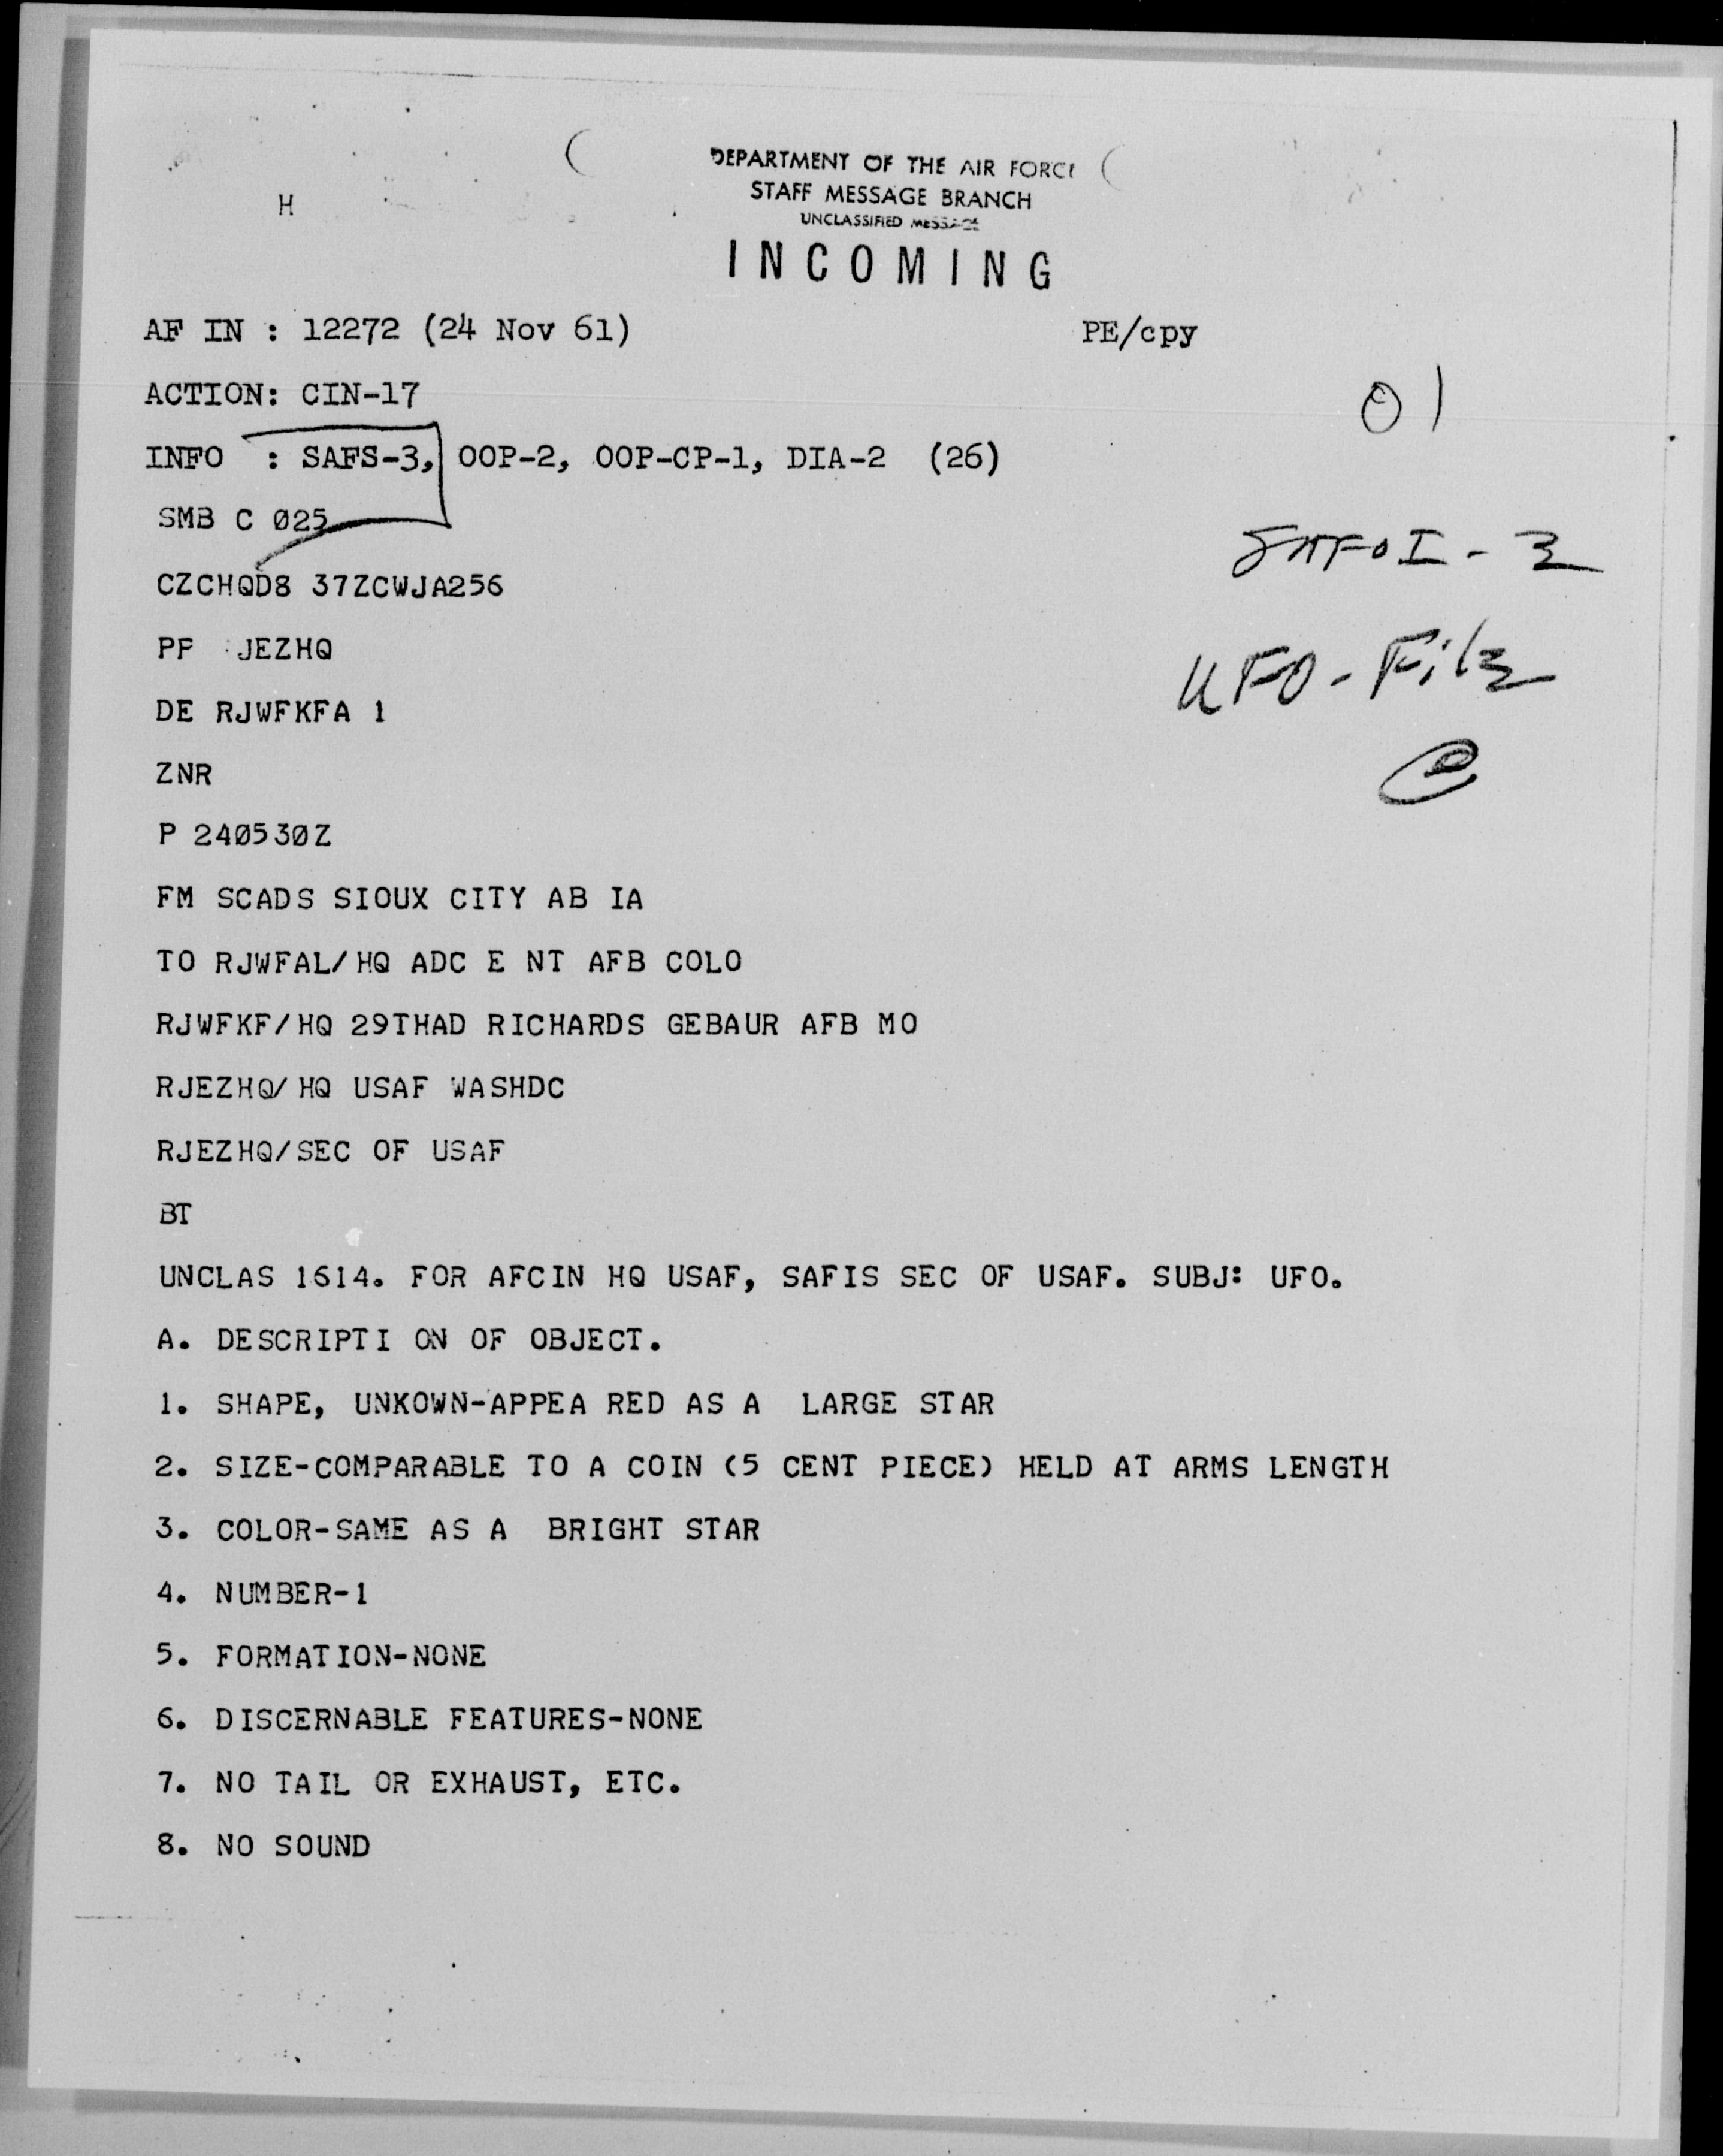 DEPARTMENT OF THE AIR FORCE
STAFF MESSAGE BRANCH
UNCLASSIFIED MESSAGE
H
INCOMING
AF IN : 12272 (24 Nov 61) PE/cpy
ACTION: CIN-17
01
INFO : SAFS-3, OOP-2, OOP-CP-1, DIA-2 (26)
SMB C Ø25
SAFOI-3
CZCHQD8 37ZCWJA256
PF JEZHQ
UFO-File
DE RJWFKFA 1
ZNR
P 24Ø53ØZ
FM SCADS SIOUX CITY AB IA
TO RJWFAL/HQ ADC E NT AFB COLO
RJWFKF/HQ 29THAD RICHARDS GEBAUR AFB MO
RJEZHQ/HQ USAF WASHDC
RJEZHQ/SEC OF USAF
BT
UNCLAS 1614. FOR AFCIN HQ USAF, SAFIS SEC OF USAF. SUBJ: UFO.
A. DESCRIPTI ON OF OBJECT.
1. SHAPE, UNKOWN-APPEA RED AS A LARGE STAR
2. SIZE-COMPARABLE TO A COIN (5 CENT PIECE) HELD AT ARMS LENGTH
3. COLOR-SAME AS A BRIGHT STAR
4. NUMBER-1
5. FORMATION-NONE
6. DISCERNABLE FEATURES-NONE
7. NO TAIL OR EXHAUST, ETC.
8. NO SOUND